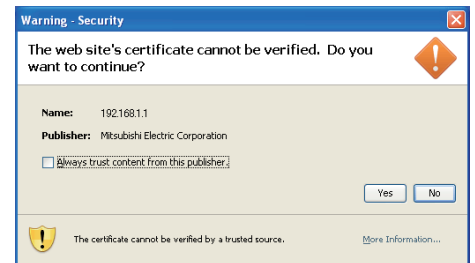 Warning - Security
The web site's certificate cannot be verified. Do you
want to continue?
Name: 192.168.1.1
Publisher: Mitsubishi Electric Corporation
Always trust content from this publisher.
Yes No
The certificate cannot be verified by a trusted source. More Information...